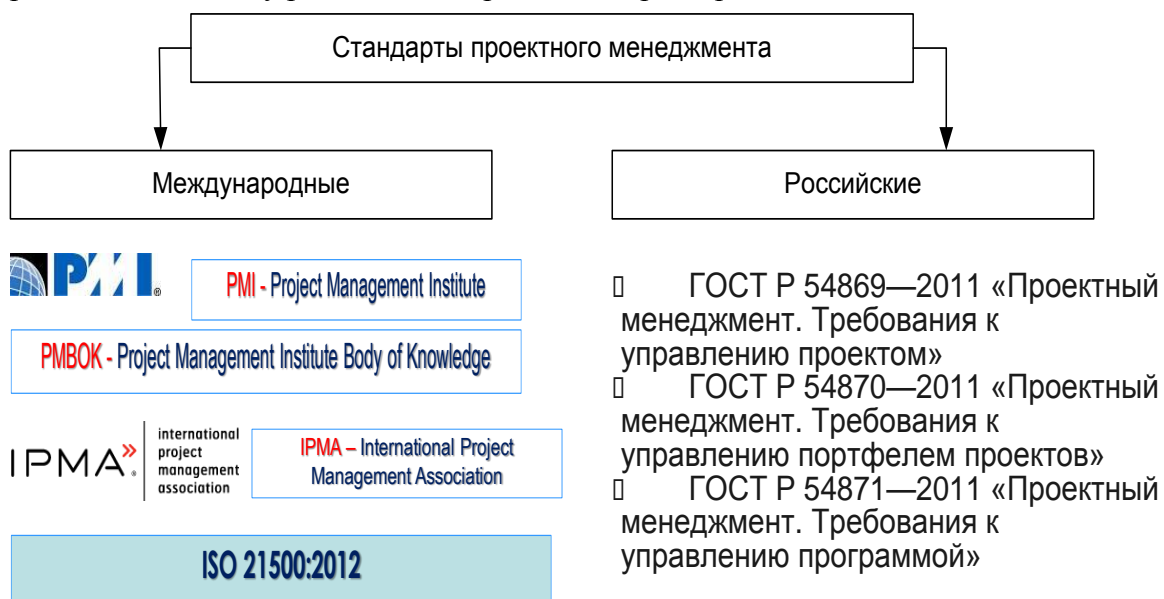 Стандарты проектного менеджмента
Международные
Российские
PMI®
PMI - Project Management Institute
PMBOK - Project Management Institute Body of Knowledge
IPMA»®
international
project
management
association
IPMA – International Project
Management Association
ISO 21500:2012
ГОСТ Р 54869—2011 «Проектный
менеджмент. Требования к
управлению проектом»
ГОСТ Р 54870—2011 «Проектный
менеджмент. Требования к
управлению портфелем проектов»
ГОСТ Р 54871—2011 «Проектный
менеджмент. Требования к
управлению программой»